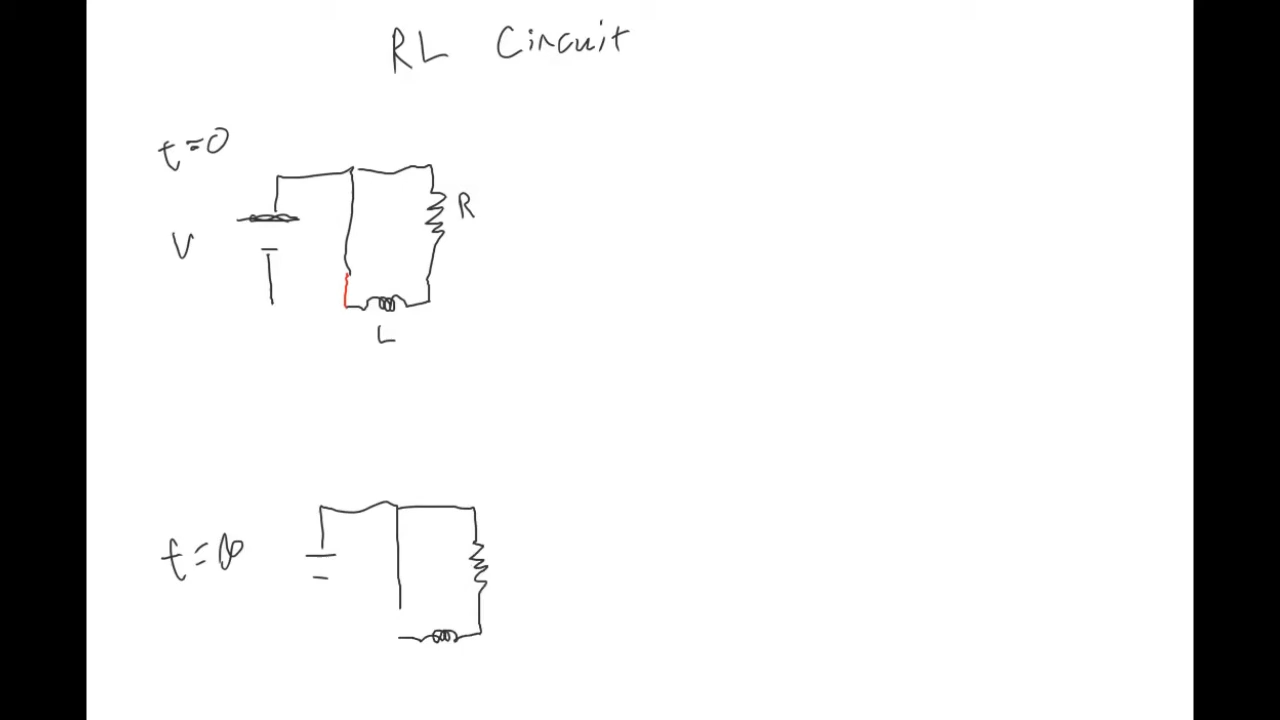 RL Circuit
t=0
R
V
L
t=∞